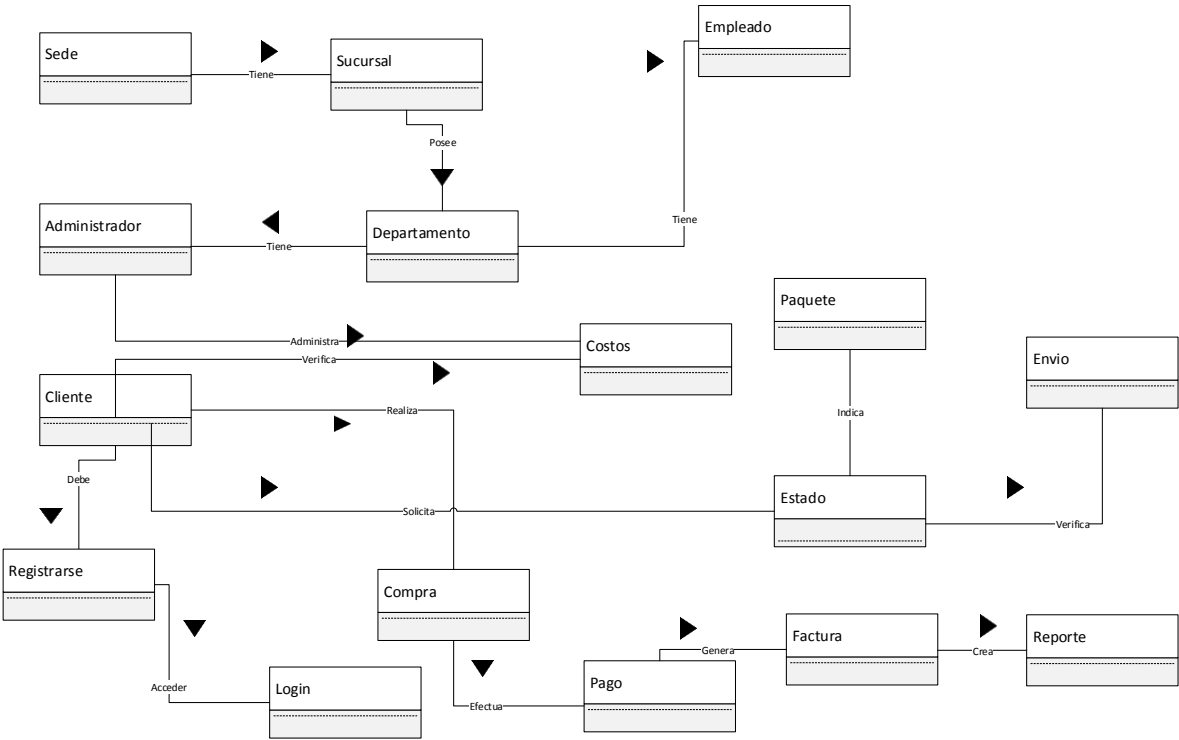 Empleado
Sede
Sucursal
Tiene
Posee
Tiene
Administrador
Departamento
Tiene
Paquete
Administra
Costos
Verifica
Envio
Cliente
Realiza
Indica
Debe
Estado
Solicita
Verifica
Registrarse
Compra
Factura
Reporte
Genera
Crea
Acceder
Login
Pago
Efectua